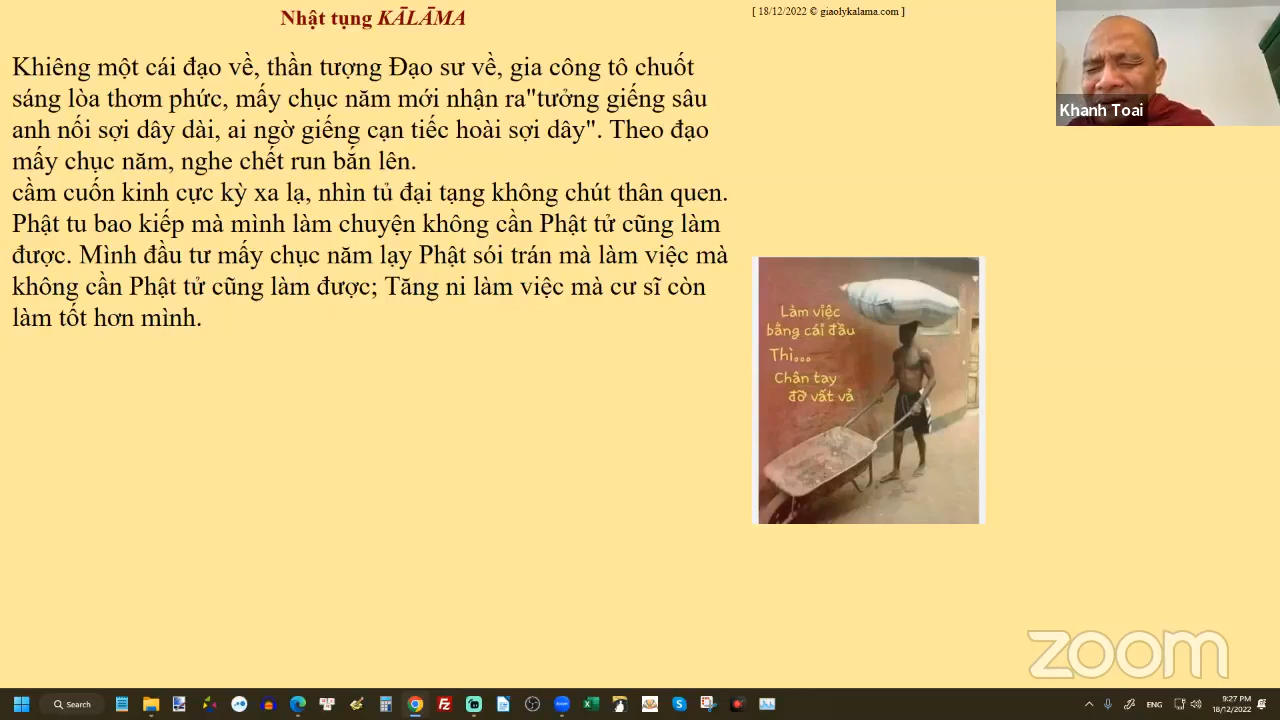 Nhật tụng KĀLĀMA
[ 18/12/2022 © giaolykalama.com ]
Khiêng một cái đạo về, thần tượng Đạo sư về, gia công tô chuốt
sáng lòa thơm phức, mấy chục năm mới nhận ra"tưởng giếng sâu
anh nối sợi dây dài, ai ngờ giếng cạn tiếc hoài sợi dây". Theo đạo
mấy chục năm, nghe chết run bắn lên.
cầm cuốn kinh cực kỳ xa lạ, nhìn tủ đại tạng không chút thân quen.
Phật tu bao kiếp mà mình làm chuyện không cần Phật tử cũng làm
được. Mình đầu tư mấy chục năm lạy Phật sói trán mà làm việc mà
không cần Phật tử cũng làm được; Tăng ni làm việc mà cư sĩ còn
làm tốt hơn mình.
Khanh Toai
Làm việc
bằng cái đầu
Thì...
Chân tay
đỡ vất vả
zoom
Search
ENG
9:27 PM
18/12/2022